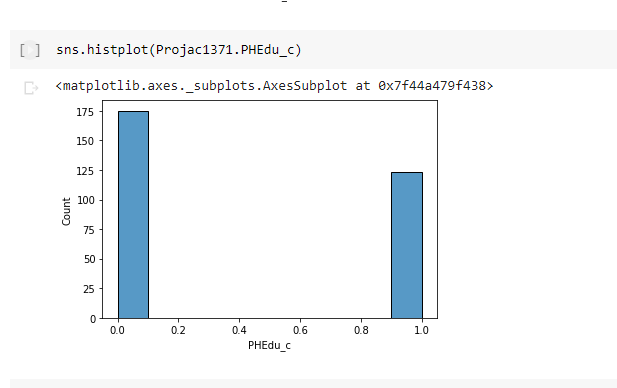 [ ] sns.histplot(Projac1371.PHEdu_c)
<matplotlib.axes._subplots.AxesSubplot at 0x7f44a479f438>
175
150
125
100
75
50
25
0
Count
0.0 0.2 0.4 0.6 0.8 1.0
PHEdu_c